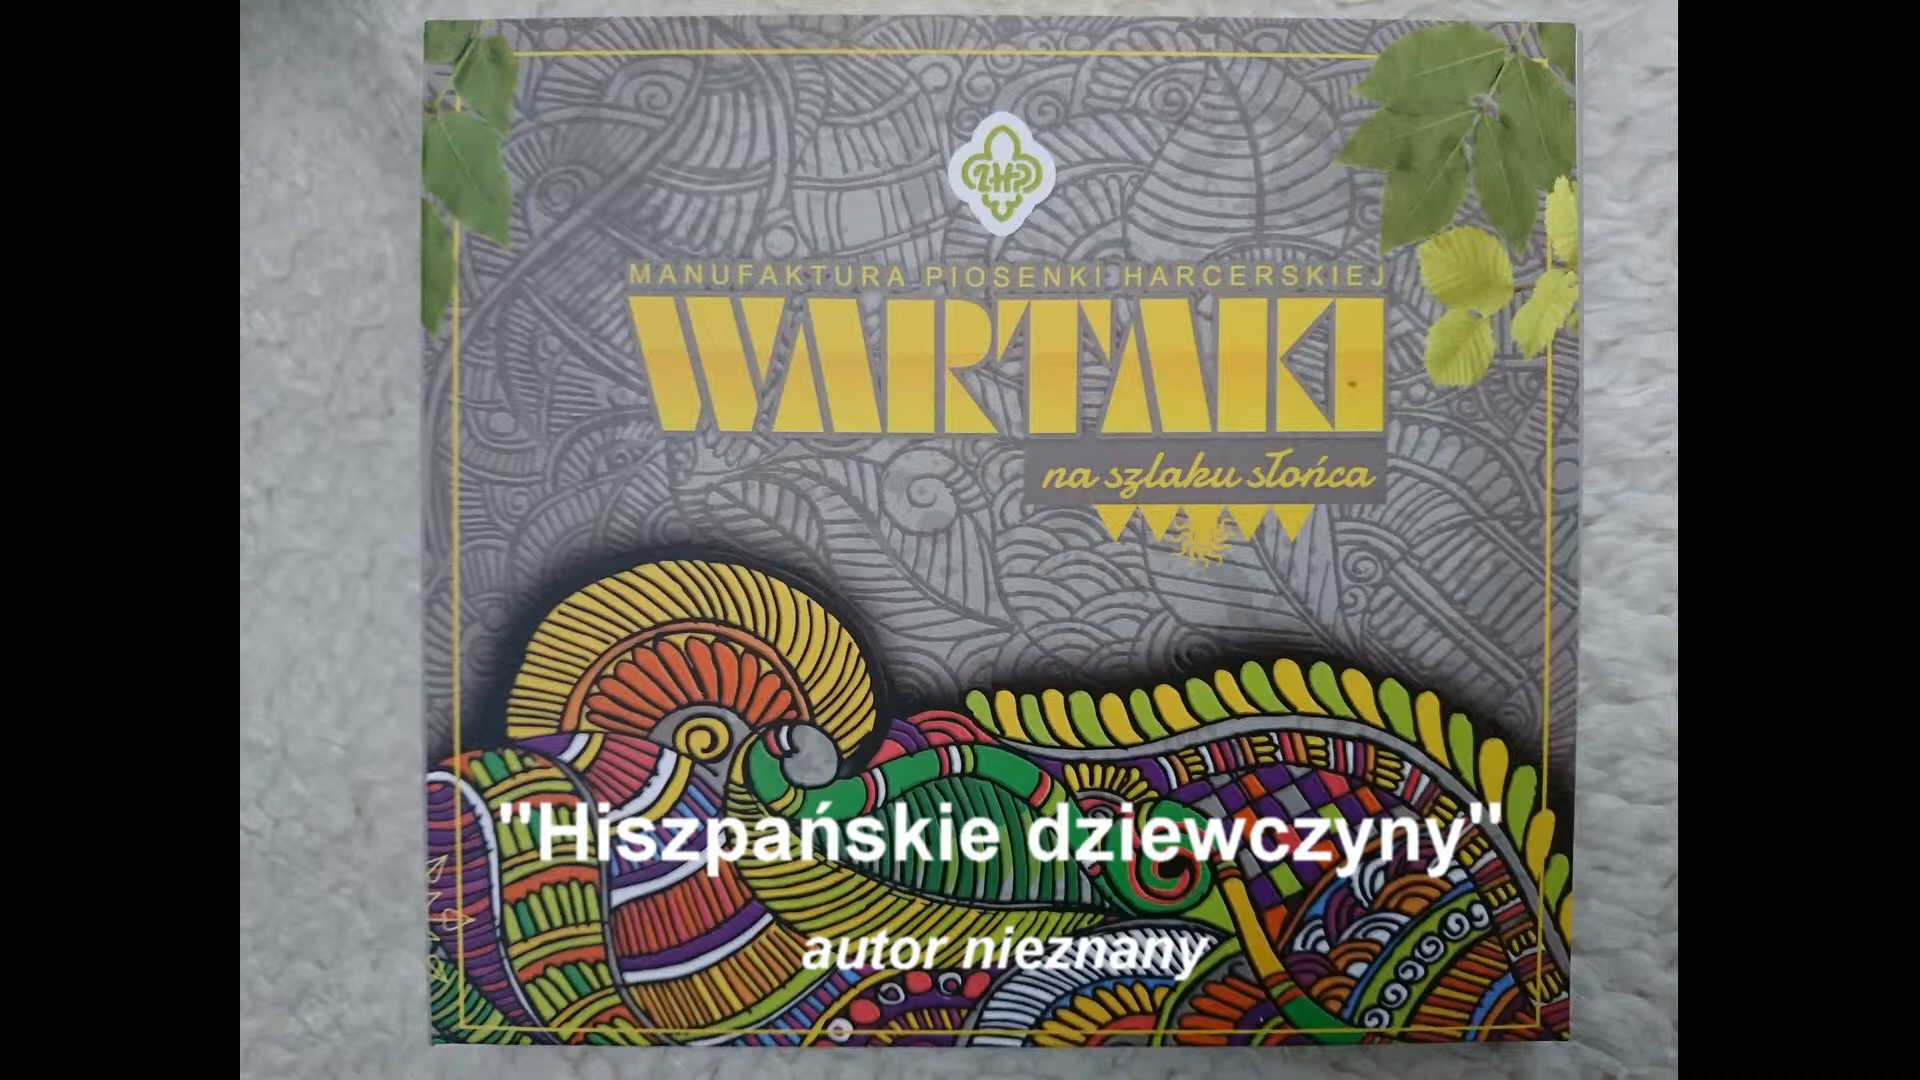 ZHP
MANUFAKTURA PIOSENKI HARCERSKIEJ
WARTAKI
na szlaku słońca
"Hiszpańskie dziewczyny"
autor nieznany